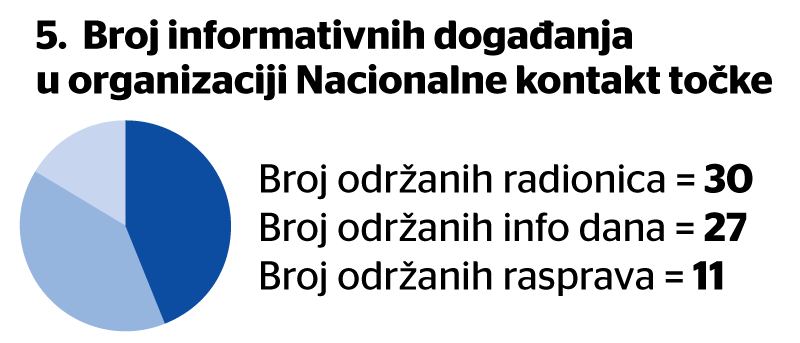 5. Broj informativnih događanja
u organizaciji Nacionalne kontakt točke
Broj održanih radionica = 30
Broj održanih info dana = 27
Broj održanih rasprava = 11